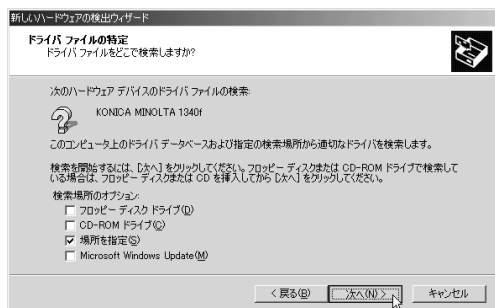 新しいハードウェアの検出ウィザード
ドライバ ファイルの特定
ドライバ ファイルをどこで検索しますか?
次のハードウェア デバイスのドライバ ファイルの検索:
KONICA MINOLTA 1340f
このコンピュータ上のドライバ データベースおよび指定の検索場所から適切なドライバを検索します。
検索を開始するには、[次へ] をクリックしてください。フロッピー ディスクまたは CD-ROM ドライブで検索して
いる場合は、フロッピー ディスクまたは CD を挿入してから [次へ] をクリックしてください。
検索場所のオプション:
フロッピー ディスク ドライブ(D)
CD-ROM ドライブ(C)
場所を指定(S)
Microsoft Windows Update(M)
< 戻る(B)
次へ(N) >
キャンセル